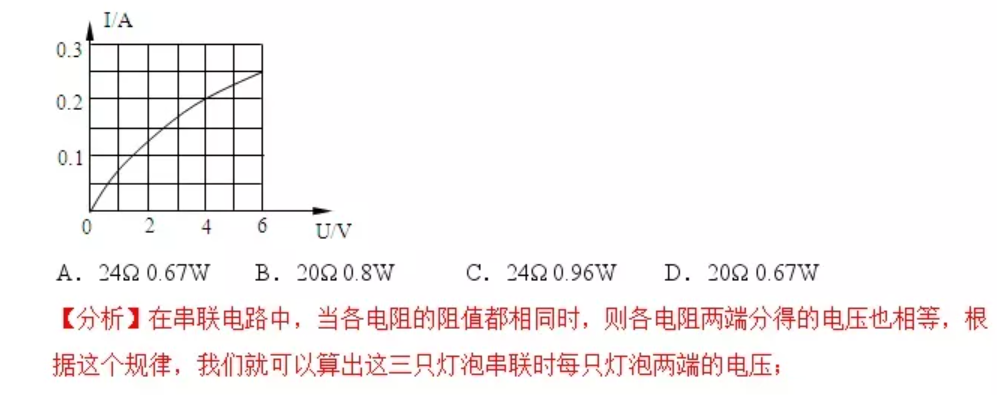 I/A
0.3
0.2
0.1
0 2 4 6
U/V
A．24Ω 0.67W B．20Ω 0.8W C．24Ω 0.96W D．20Ω 0.67W
【分析】在串联电路中，当各电阻的阻值都相同时，则各电阻两端分得的电压也相等，根
据这个规律，我们就可以算出这三只灯泡串联时每只灯泡两端的电压；